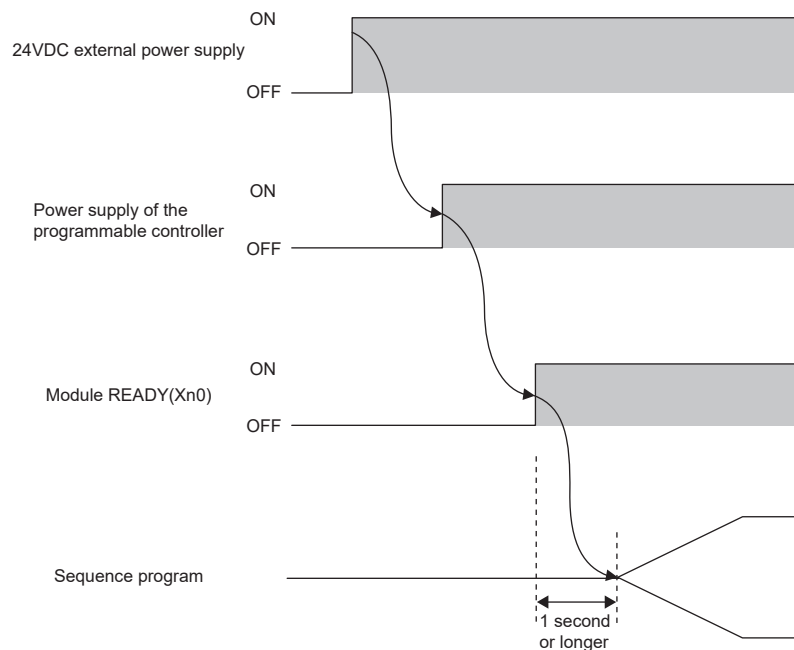 ON
24VDC external power supply
OFF
ON
Power supply of the
programmable controller
OFF
ON
Module READY(Xn0)
OFF
Sequence program
1 second
or longer